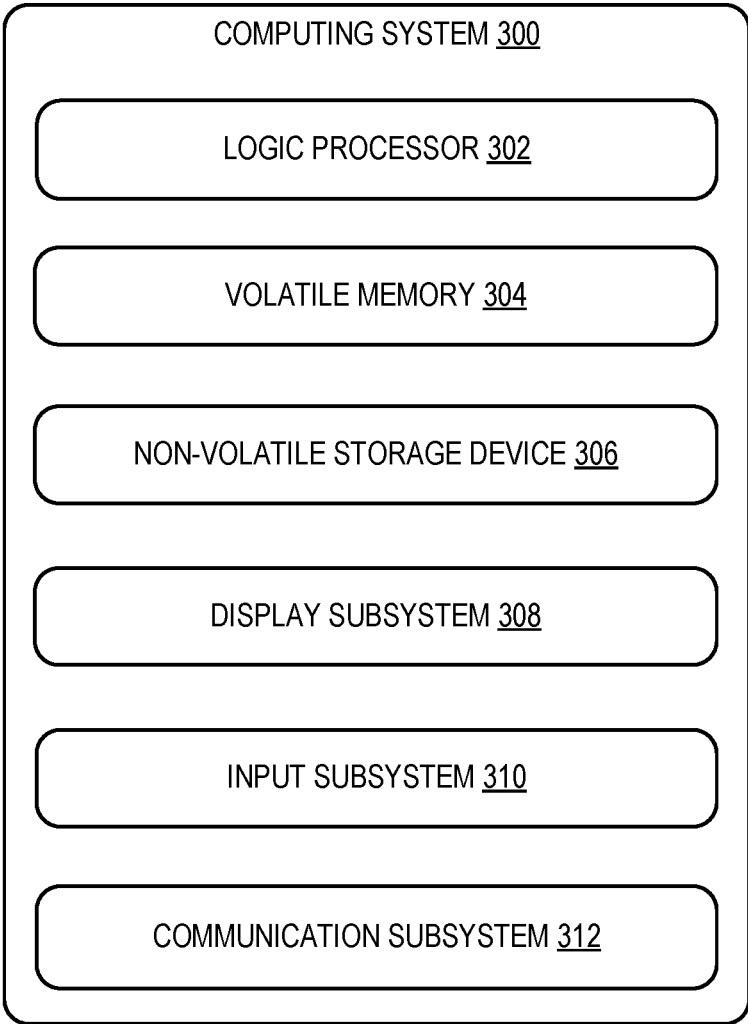 COMPUTING SYSTEM 300
LOGIC PROCESSOR 302
VOLATILE MEMORY 304
NON-VOLATILE STORAGE DEVICE 306
DISPLAY SUBSYSTEM 308
INPUT SUBSYSTEM 310
COMMUNICATION SUBSYSTEM 312